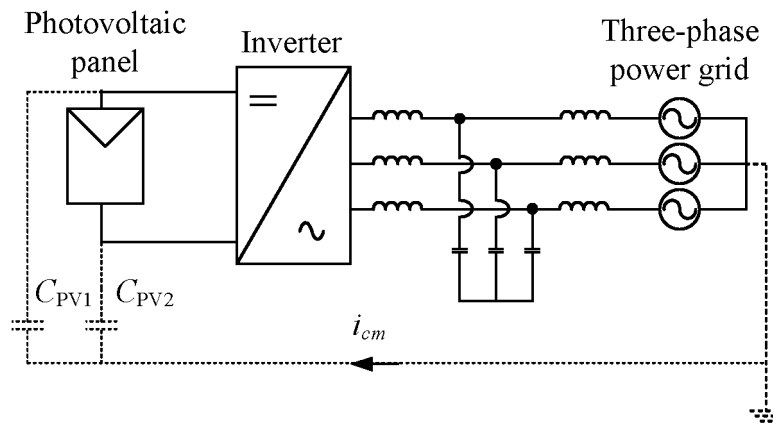 Photovoltaic
panel
Inverter
Three-phase
power grid
C_PV1
C_PV2
i_cm